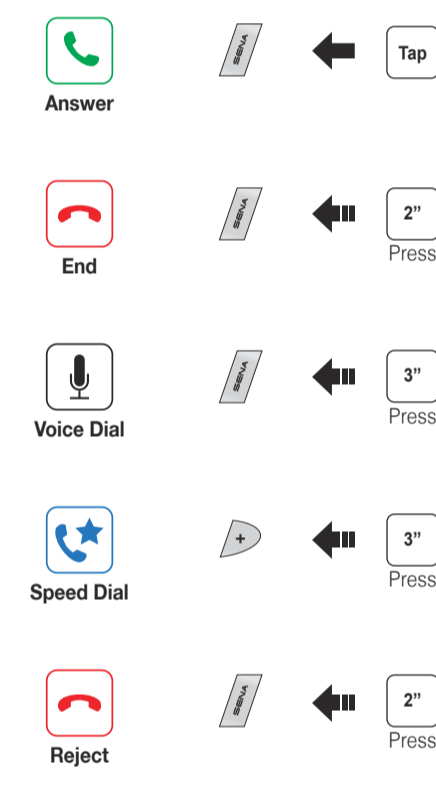 SENA
Tap
Answer
SENA
2”
Press
End
SENA
3”
Press
Voice Dial
+
3”
Press
Speed Dial
SENA
2”
Press
Reject